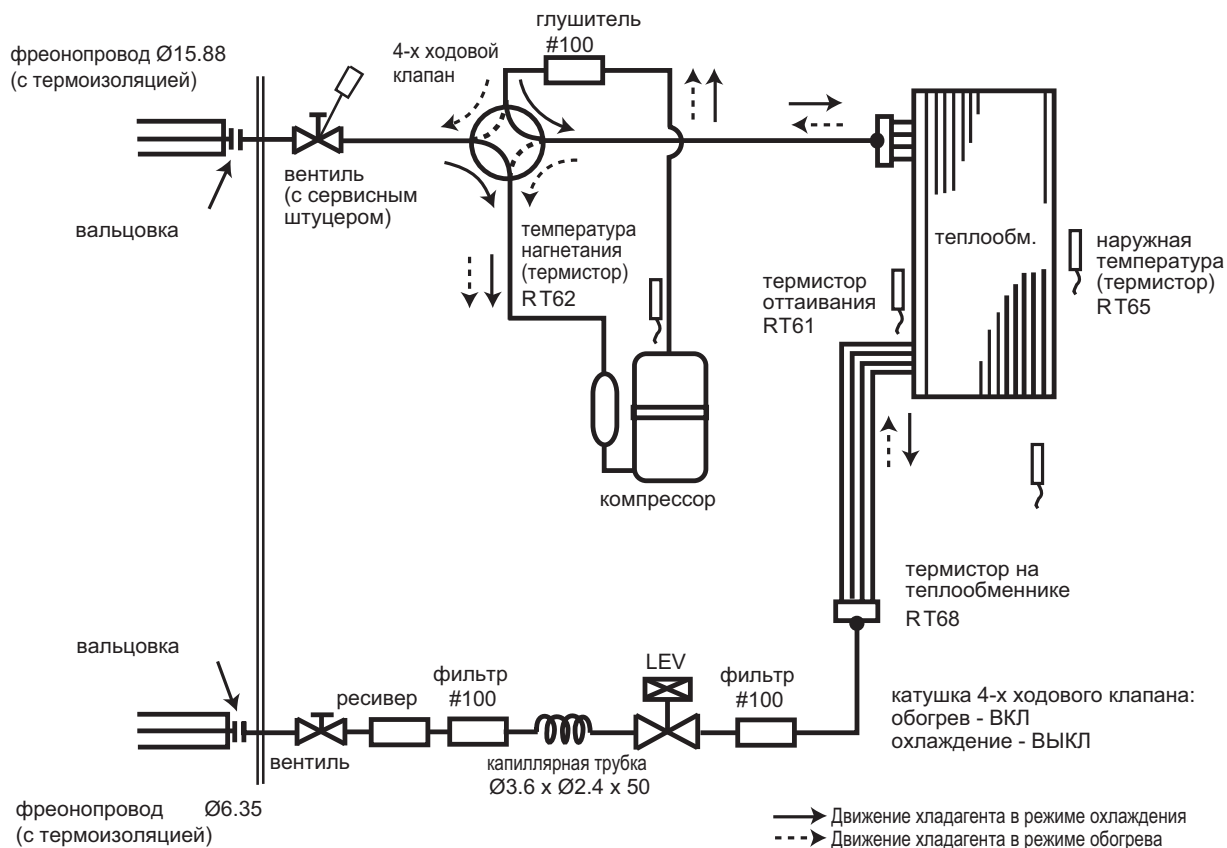 глушитель
#100
фреонопровод Ø15.88
(с термоизоляцией)
4-х ходовой
клапан
вентиль
(с сервисным
штуцером)
вальцовка
температура
нагнетания
(термистор)
RT62
теплообм.
наружная
температура
(термистор)
RT65
термистор
оттаивания
RT61
компрессор
термистор на
теплообменнике
RT68
вальцовка
ресивер
фильтр
#100
LEV
фильтр
#100
катушка 4-х ходового клапана:
обогрев - ВКЛ
охлаждение - ВЫКЛ
вентиль
капиллярная трубка
Ø3.6 x Ø2.4 x 50
фреонопровод Ø6.35
(с термоизоляцией)
Движение хладагента в режиме охлаждения
Движение хладагента в режиме обогрева